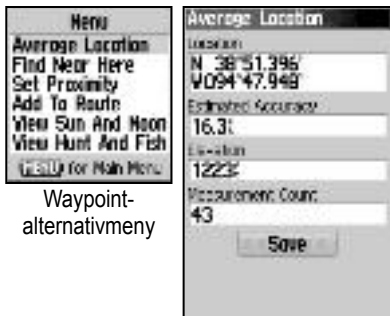 Menu
Average Location
Find Near Here
Set Proximity
Add To Route
View Sun And Moon
View Hunt And Fish
MENU for Main Menu
Waypoint-
alternativmeny
Average Location
Location
N 38°51.396'
W094°47.948'
Estimated Accuracy
16.3
Elevation
1223
Measurement Count
43
Save